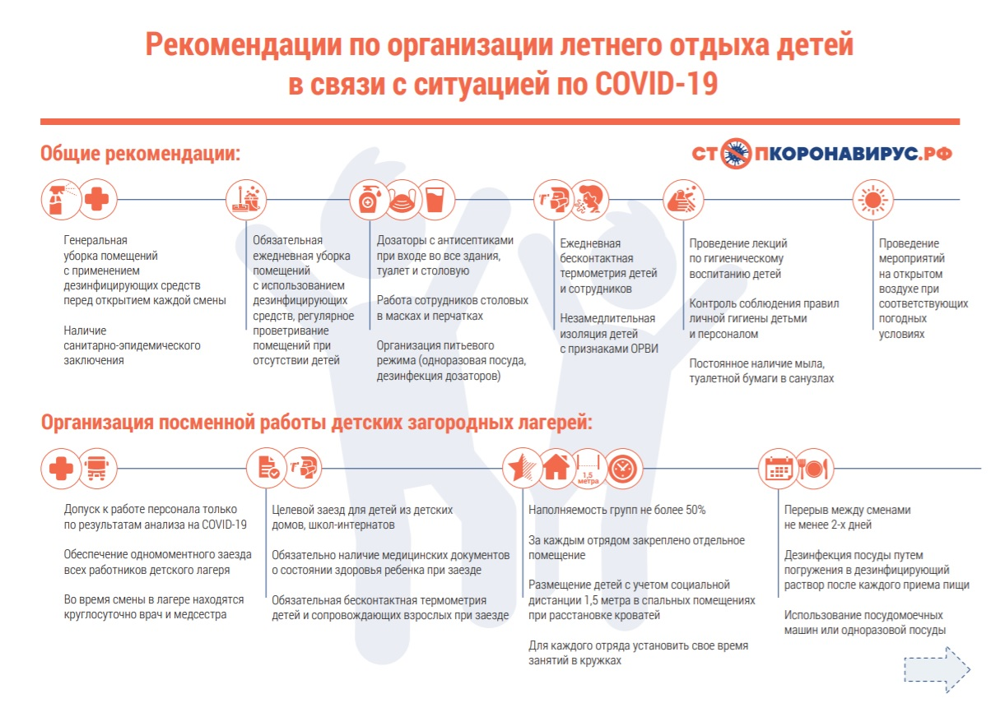 Рекомендации по организации летнего отдыха детей
в связи с ситуацией по COVID-19
Общие рекомендации:
СТ ПКОРОНАВИРУС.РФ
Генеральная
уборка помещений
с применением
дезинфицирующих средств
перед открытием каждой смены
Наличие
санитарно-эпидемического
заключения
Обязательная
ежедневная уборка
помещений
с использованием
дезинфицирующих
средств, регулярное
проветривание
помещений при
отсутствии детей
Дозаторы с антисептиками
при входе во все здания,
туалет и столовую
Работа сотрудников столовых
в масках и перчатках
Организация питьевого
режима (одноразовая посуда,
дезинфекция дозаторов)
Ежедневная
бесконтактная
термометрия детей
и сотрудников
Незамедлительная
изоляция детей
с признаками ОРВИ
Проведение лекций
по гигиеническому
воспитанию детей
Контроль соблюдения правил
личной гигиены детьми
и персоналом
Постоянное наличие мыла,
туалетной бумаги в санузлах
Проведение
мероприятий
на открытом
воздухе при
соответствующих
погодных
условиях
Организация посменной работы детских загородных лагерей:
1,5
метра
Допуск к работе персонала только
по результатам анализа на COVID-19
Обеспечение одномоментного заезда
всех работников детского лагеря
Во время смены в лагере находятся
круглосуточно врач и медсестра
Целевой заезд для детей из детских
домов, школ-интернатов
Обязательно наличие медицинских документов
о состоянии здоровья ребенка при заезде
Обязательная бесконтактная термометрия
детей и сопровождающих взрослых при заезде
Наполняемость групп не более 50%
За каждым отрядом закреплено отдельное
помещение
Размещение детей с учетом социальной
дистанции 1,5 метра в спальных помещениях
при расстановке кроватей
Для каждого отряда установить свое время
занятий в кружках
Перерыв между сменами
не менее 2-х дней
Дезинфекция посуды путем
погружения в дезинфицирующий
раствор после каждого приема пищи
Использование посудомоечных
машин или одноразовой посуды